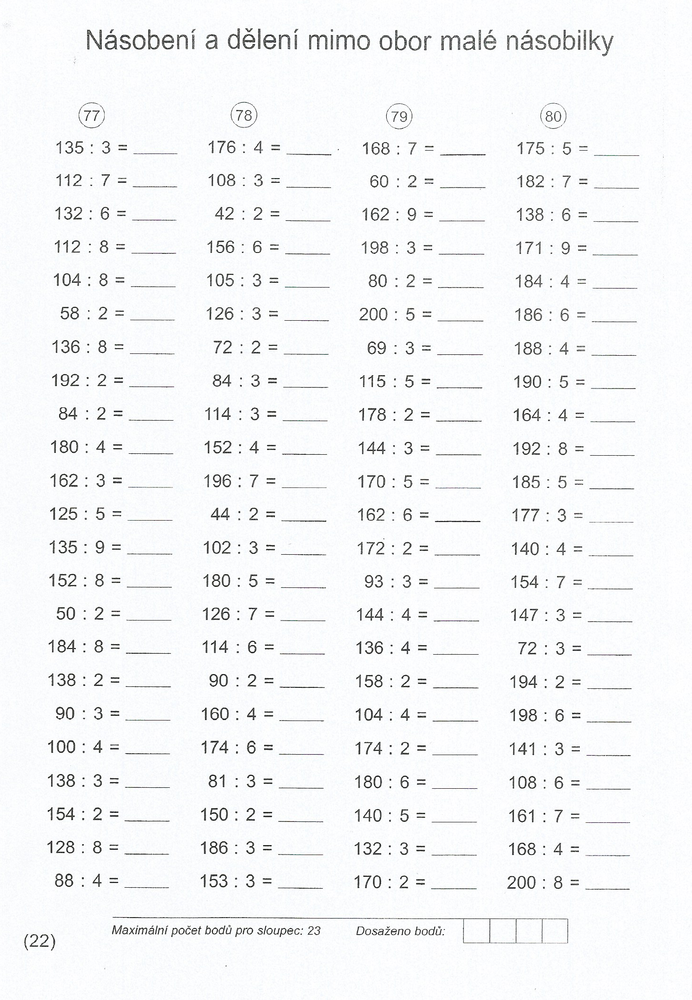 Násobení a dělení mimo obor malé násobilky
77 78 79 80
135 : 3 = _____ 176 : 4 = _____ 168 : 7 = _____ 175 : 5 = _____
112 : 7 = _____ 108 : 3 = _____ 60 : 2 = _____ 182 : 7 = _____
132 : 6 = _____ 42 : 2 = _____ 162 : 9 = _____ 138 : 6 = _____
112 : 8 = _____ 156 : 6 = _____ 198 : 3 = _____ 171 : 9 = _____
104 : 8 = _____ 105 : 3 = _____ 80 : 2 = _____ 184 : 4 = _____
58 : 2 = _____ 126 : 3 = _____ 200 : 5 = _____ 186 : 6 = _____
136 : 8 = _____ 72 : 2 = _____ 69 : 3 = _____ 188 : 4 = _____
192 : 2 = _____ 84 : 3 = _____ 115 : 5 = _____ 190 : 5 = _____
84 : 2 = _____ 114 : 3 = _____ 178 : 2 = _____ 164 : 4 = _____
180 : 4 = _____ 152 : 4 = _____ 144 : 3 = _____ 192 : 8 = _____
162 : 3 = _____ 196 : 7 = _____ 170 : 5 = _____ 185 : 5 = _____
125 : 5 = _____ 44 : 2 = _____ 162 : 6 = _____ 177 : 3 = _____
135 : 9 = _____ 102 : 3 = _____ 172 : 2 = _____ 140 : 4 = _____
152 : 8 = _____ 180 : 5 = _____ 93 : 3 = _____ 154 : 7 = _____
50 : 2 = _____ 126 : 7 = _____ 144 : 4 = _____ 147 : 3 = _____
184 : 8 = _____ 114 : 6 = _____ 136 : 4 = _____ 72 : 3 = _____
138 : 2 = _____ 90 : 2 = _____ 158 : 2 = _____ 194 : 2 = _____
90 : 3 = _____ 160 : 4 = _____ 104 : 4 = _____ 198 : 6 = _____
100 : 4 = _____ 174 : 6 = _____ 174 : 2 = _____ 141 : 3 = _____
138 : 3 = _____ 81 : 3 = _____ 180 : 6 = _____ 108 : 6 = _____
154 : 2 = _____ 150 : 2 = _____ 140 : 5 = _____ 161 : 7 = _____
128 : 8 = _____ 186 : 3 = _____ 132 : 3 = _____ 168 : 4 = _____
88 : 4 = _____ 153 : 3 = _____ 170 : 2 = _____ 200 : 8 = _____
Maximální počet bodů pro sloupec: 23 Dosaženo bodů:
(22)